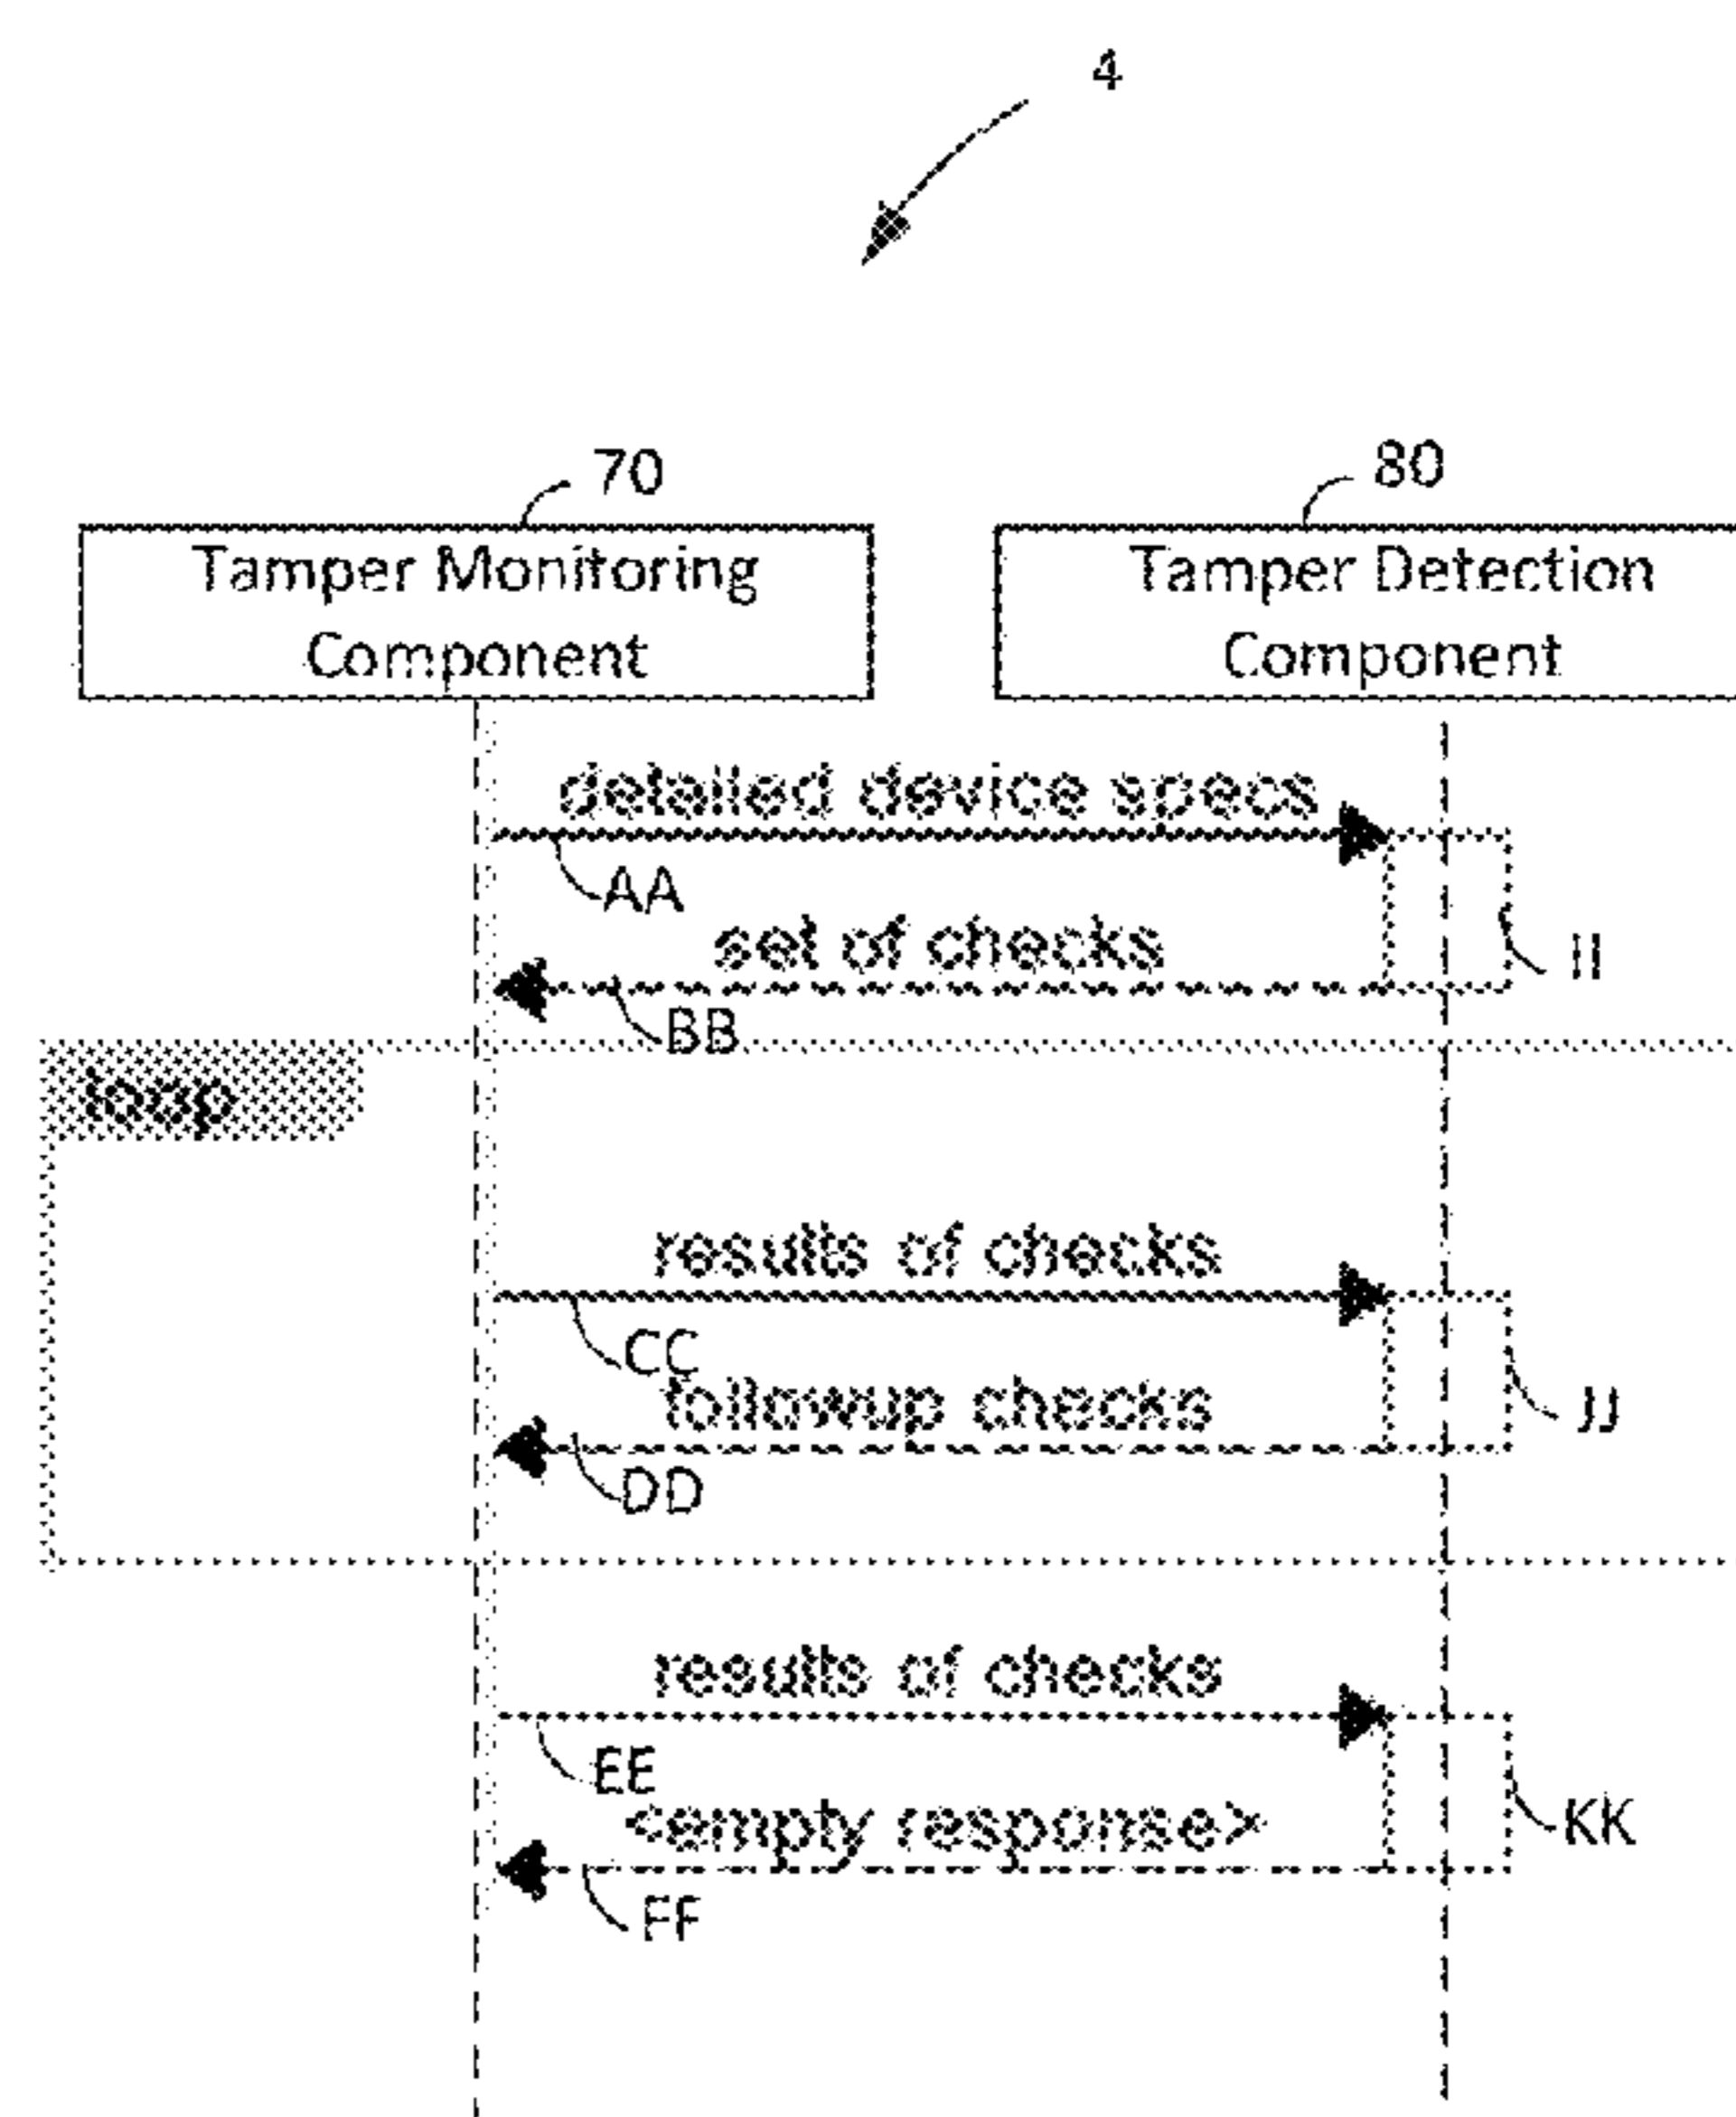 4
70
80
Tamper Monitoring
Component
Tamper Detection
Component
detailed device specs
AA
set of checks
II
BB
loop
results of checks
CC
followup checks
JJ
DD
results of checks
EE
<empty response>
KK
FF